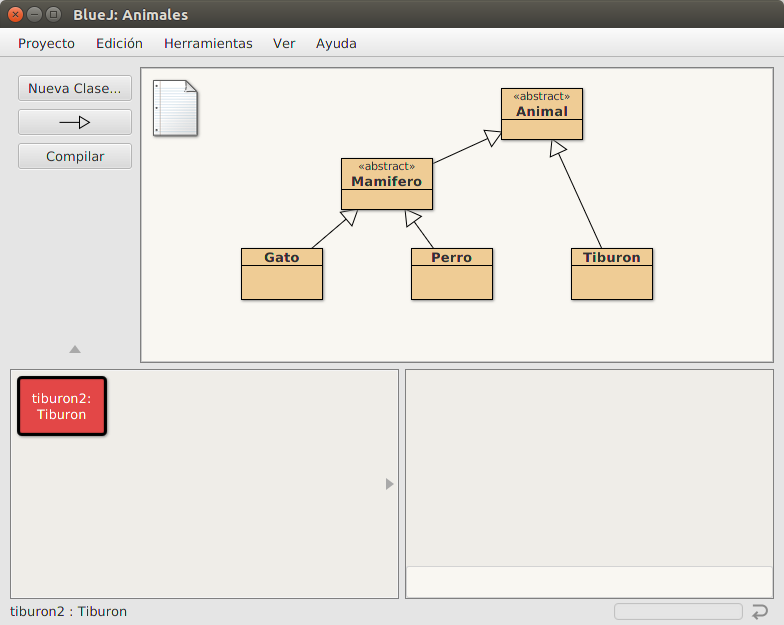 BlueJ: Animales
Proyecto Edición Herramientas Ver Ayuda
Nueva Clase...
Compilar
«abstract»
Animal
«abstract»
Mamifero
Gato
Perro
Tiburon
tiburon2:
Tiburon
tiburon2 : Tiburon